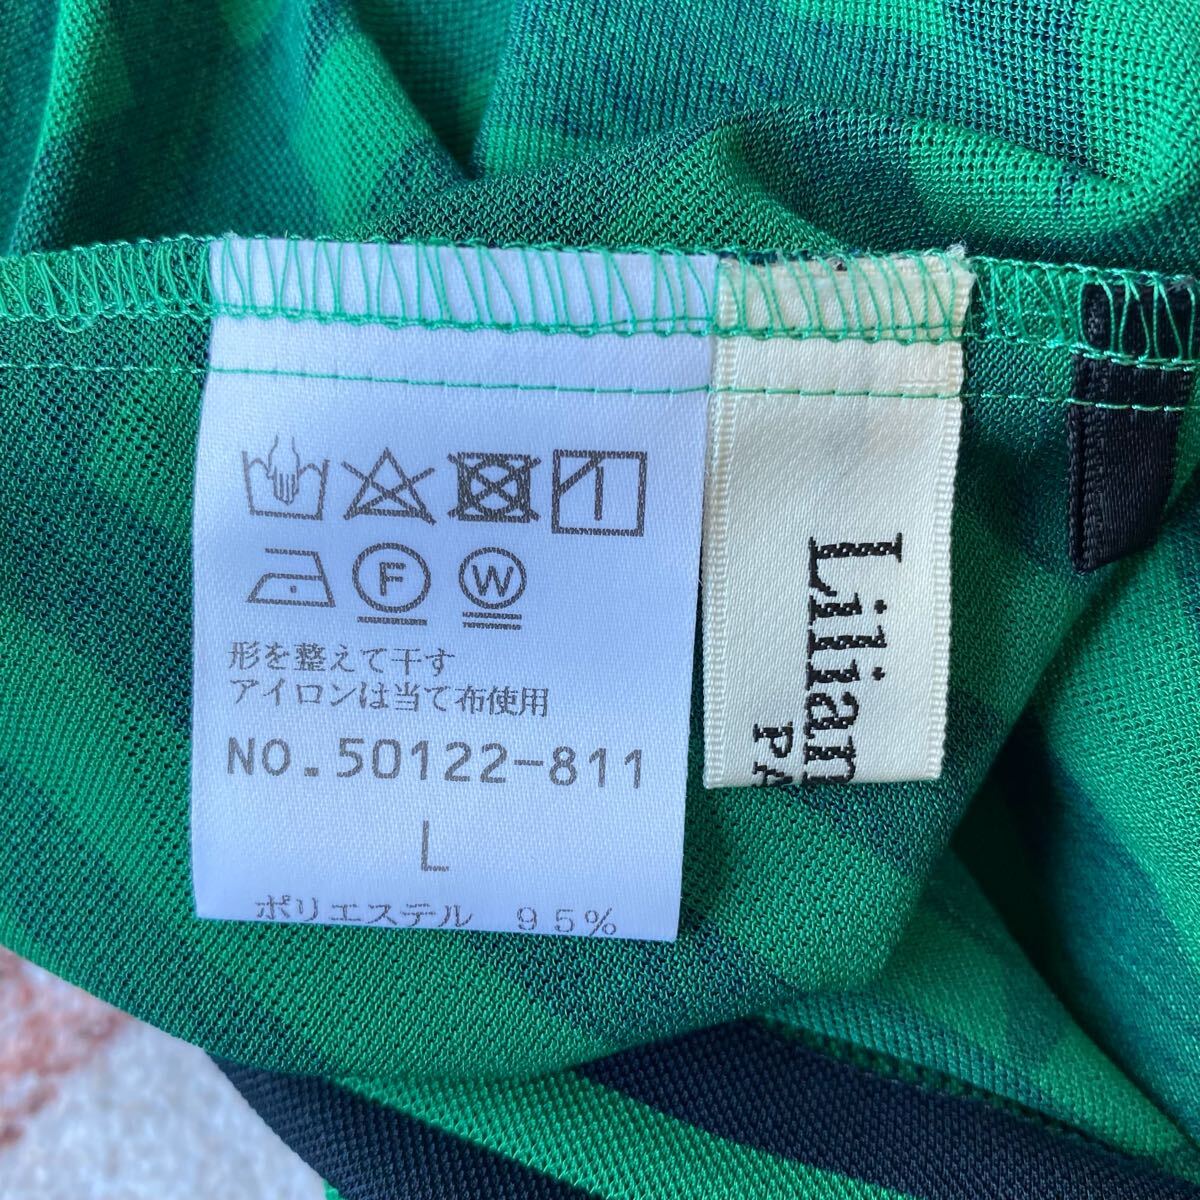 F
W
形を整えて干す
アイロンは当て布使用
NO.50122-811
L
ポリエステル 95%
Lilian
PA